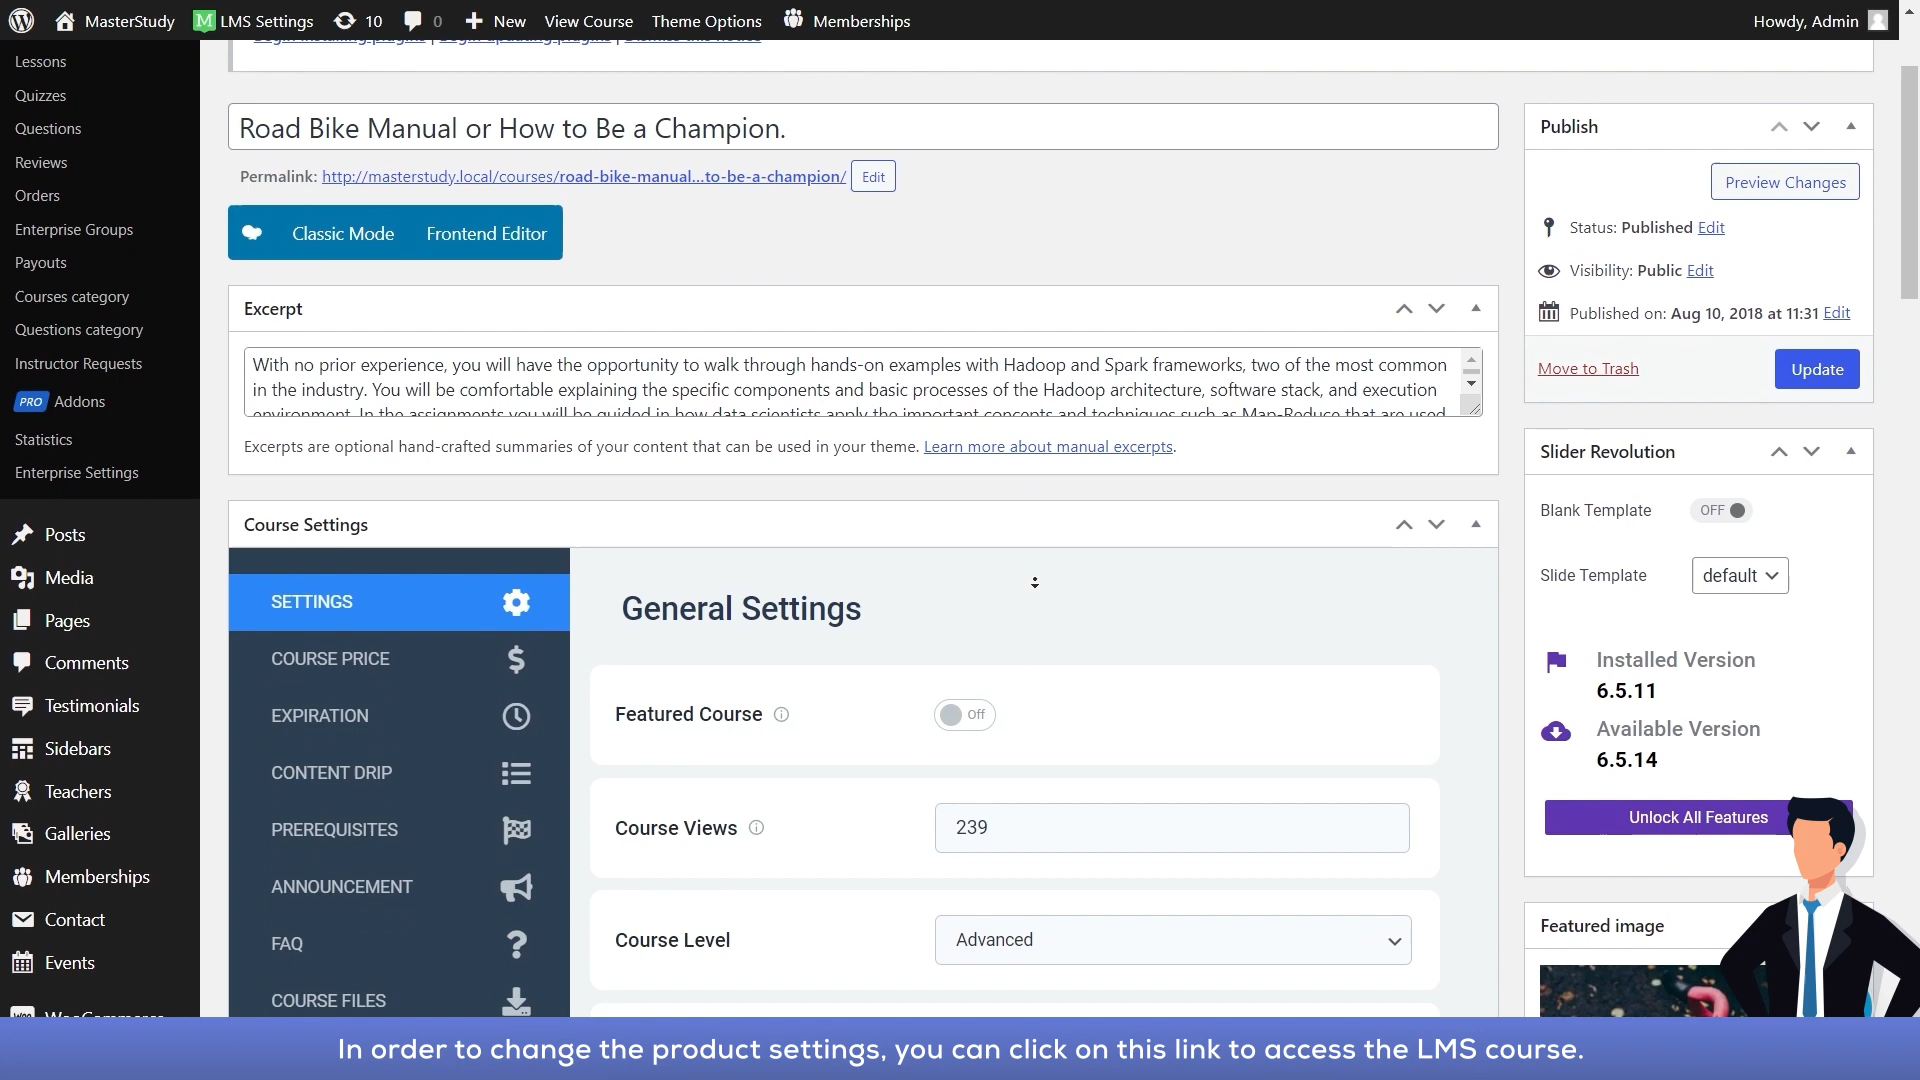 MasterStudy LMS Settings 10 0 New View Course Theme Options Memberships Howdy, Admin
Lessons
Quizzes
Questions
Reviews
Orders
Enterprise Groups
Payouts
Courses category
Questions category
Instructor Requests
PRO Addons
Statistics
Enterprise Settings
Posts
Media
Pages
Comments
Testimonials
Sidebars
Teachers
Galleries
Memberships
Contact
Events
Road Bike Manual or How to Be a Champion.
Permalink: http://masterstudy.local/courses/road-bike-manual...to-be-a-champion/ Edit
Classic Mode Frontend Editor
Excerpt
With no prior experience, you will have the opportunity to walk through hands-on examples with Hadoop and Spark frameworks, two of the most common
in the industry. You will be comfortable explaining the specific components and basic processes of the Hadoop architecture, software stack, and execution
environment. In the assignments you will be guided in how data scientists apply the important concepts and techniques such as Map-Reduce that are used
Excerpts are optional hand-crafted summaries of your content that can be used in your theme. Learn more about manual excerpts.
Course Settings
SETTINGS
COURSE PRICE
EXPIRATION
CONTENT DRIP
PREREQUISITES
ANNOUNCEMENT
FAQ
COURSE FILES
General Settings
Featured Course Off
Course Views 239
Course Level Advanced
Publish
Preview Changes
Status: Published Edit
Visibility: Public Edit
Published on: Aug 10, 2018 at 11:31 Edit
Move to Trash Update
Slider Revolution
Blank Template OFF
Slide Template default
Installed Version
6.5.11
Available Version
6.5.14
Unlock All Features
Featured image
In order to change the product settings, you can click on this link to access the LMS course.